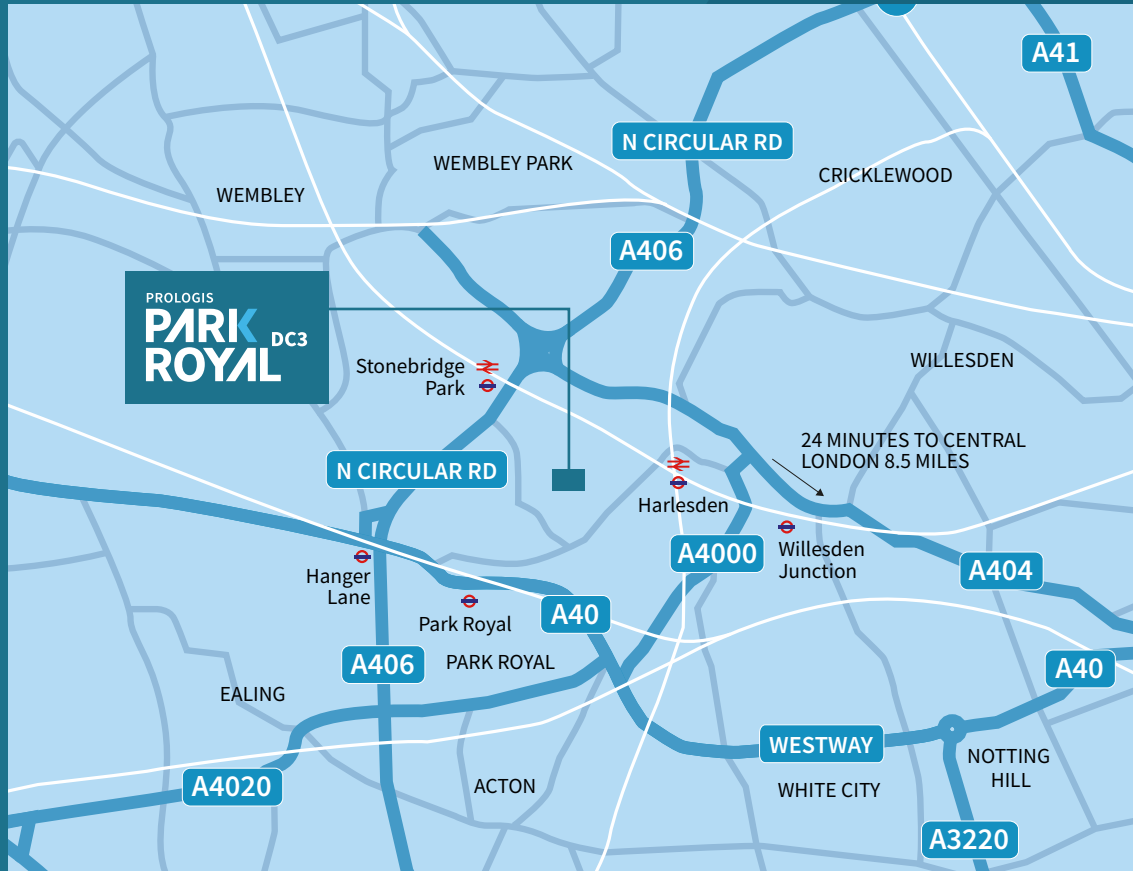 A41
N CIRCULAR RD
WEMBLEY PARK
CRICKLEWOOD
WEMBLEY
A406
PROLOGIS
PARK
ROYAL
DC3
Stonebridge
Park
WILLESDEN
24 MINUTES TO CENTRAL
LONDON 8.5 MILES
N CIRCULAR RD
Harlesden
A4000
Willesden
Junction
A404
Hanger
Lane
Park Royal
A40
A406
PARK ROYAL
A40
EALING
WESTWAY
NOTTING
HILL
A4020
ACTON
WHITE CITY
A3220